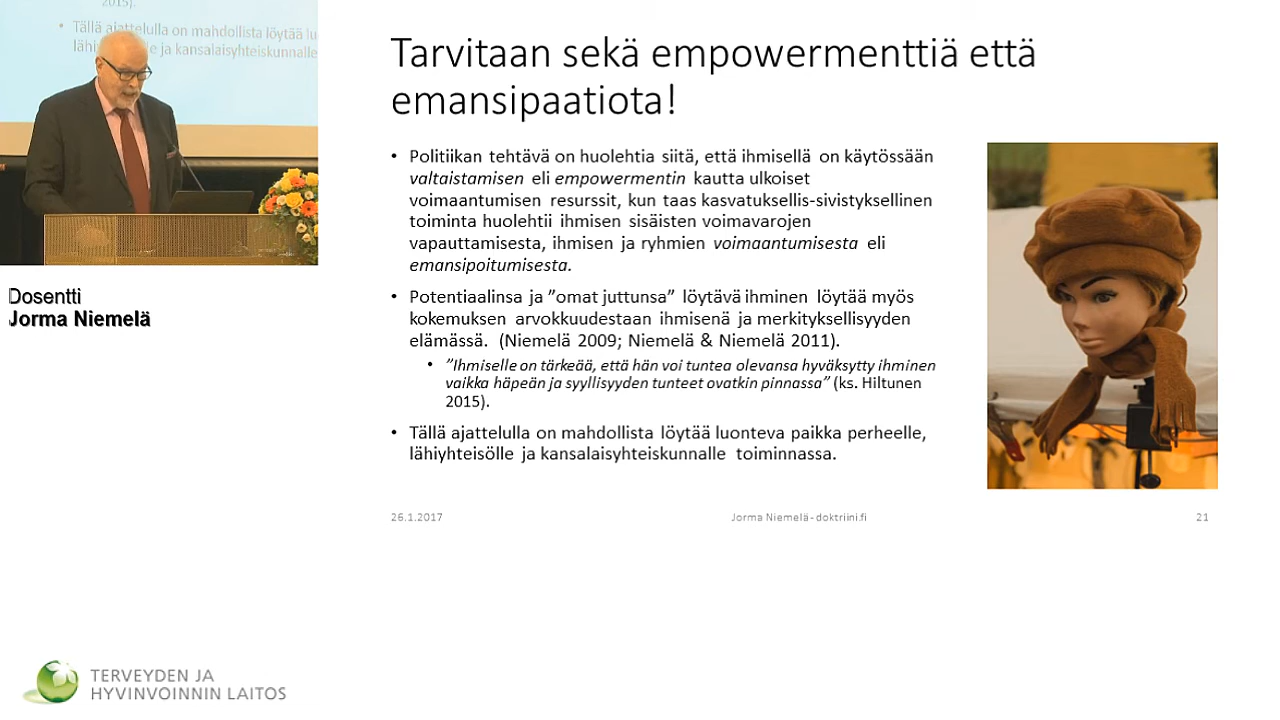 2015).
• Tällä ajattelulla on mahdollista löytää lu
lähi le ja kansalaisyhteiskunnalle
Dosentti
Jorma Niemelä
Tarvitaan sekä empowermenttiä että
emansipaatiota!
• Politiikan tehtävä on huolehtia siitä, että ihmisellä on käytössään
valtaistamisen eli empowermentin kautta ulkoiset
voimaantumisen resurssit, kun taas kasvatuksellis-sivistyksellinen
toiminta huolehtii ihmisen sisäisten voimavarojen
vapauttamisesta, ihmisen ja ryhmien voimaantumisesta eli
emansipoitumisesta.
• Potentiaalinsa ja ”omat juttunsa” löytävä ihminen löytää myös
kokemuksen arvokkuudestaan ihmisenä ja merkityksellisyyden
elämässä. (Niemelä 2009; Niemelä & Niemelä 2011).
• ”Ihmiselle on tärkeää, että hän voi tuntea olevansa hyväksytty ihminen
vaikka häpeän ja syyllisyyden tunteet ovatkin pinnassa” (ks. Hiltunen
2015).
• Tällä ajattelulla on mahdollista löytää luonteva paikka perheelle,
lähiyhteisölle ja kansalaisyhteiskunnalle toiminnassa.
26.1.2017
Jorma Niemelä - doktriini.fi
21
TERVEYDEN JA
HYVINVOINNIN LAITOS